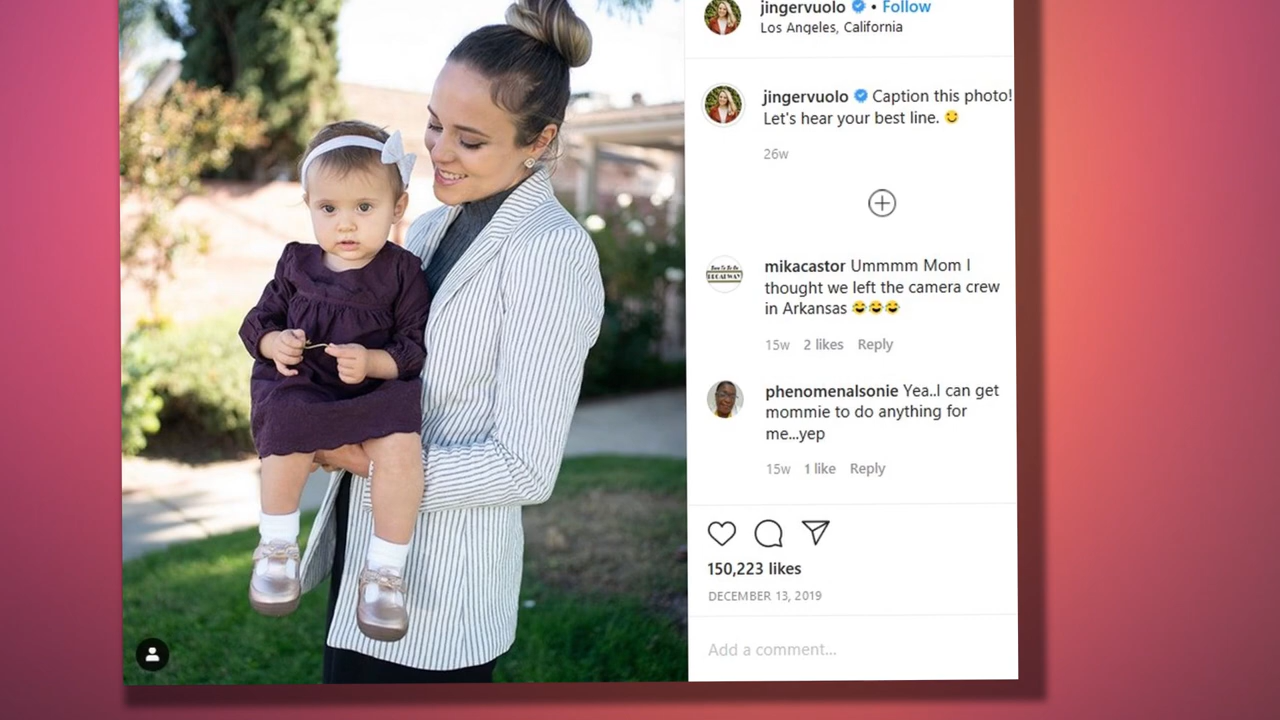 jingervuolo • Follow
Los Angeles, California
jingervuolo Caption this photo!
Let's hear your best line. 😉
26w
mikacastor Ummmm Mom I
thought we left the camera crew
in Arkansas 😂😂😂
15w 2 likes Reply
phenomenalsonie Yea..I can get
mommie to do anything for
me...yep
15w 1 like Reply
150,223 likes
DECEMBER 13, 2019
Add a comment...